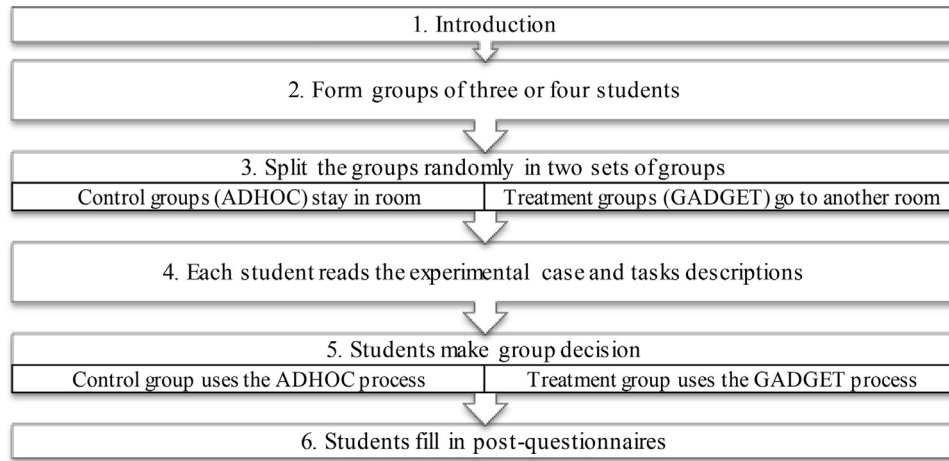 1. Introduction
2. Form groups of three or four students
3. Split the groups randomly in two sets of groups
Control groups (ADHOC) stay in room
Treatment groups (GADGET) go to another room
4. Each student reads the experimental case and tasks descriptions
5. Students make group decision
Control group uses the ADHOC process
Treatment group uses the GADGET process
6. Students fill in post-questionnaires